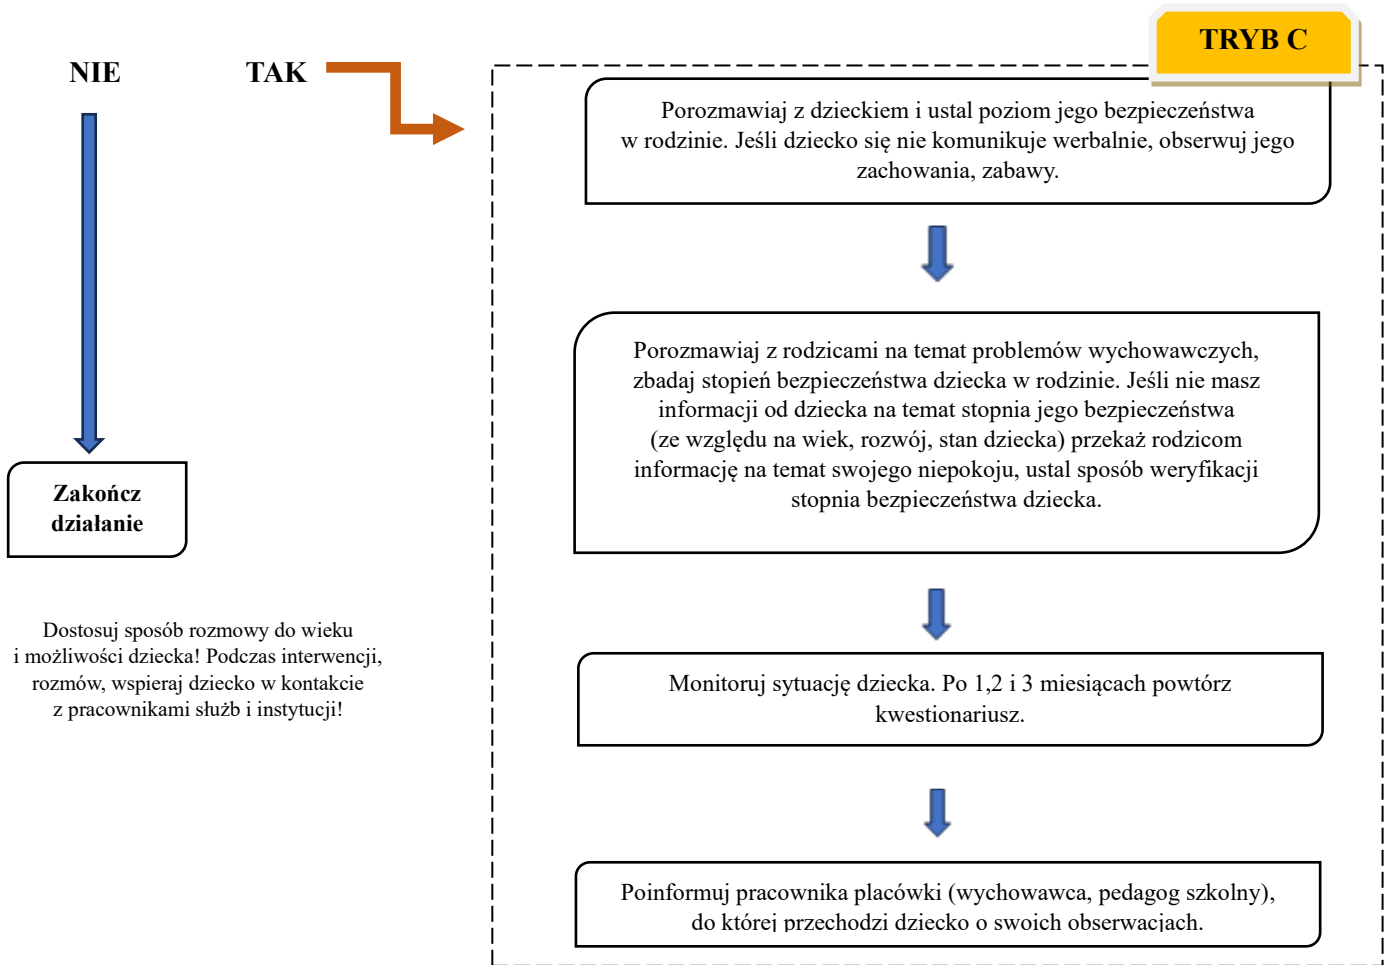 TRYB C
NIE
TAK
Porozmawiaj z dzieckiem i ustal poziom jego bezpieczeństwa
w rodzinie. Jeśli dziecko się nie komunikuje werbalnie, obserwuj jego
zachowania, zabawy.
Porozmawiaj z rodzicami na temat problemów wychowawczych,
zbadaj stopień bezpieczeństwa dziecka w rodzinie. Jeśli nie masz
informacji od dziecka na temat stopnia jego bezpieczeństwa
(ze względu na wiek, rozwój, stan dziecka) przekaż rodzicom
informację na temat swojego niepokoju, ustal sposób weryfikacji
stopnia bezpieczeństwa dziecka.
Zakończ
działanie
Dostosuj sposób rozmowy do wieku
i możliwości dziecka! Podczas interwencji,
rozmów, wspieraj dziecko w kontakcie
z pracownikami służb i instytucji!
Monitoruj sytuację dziecka. Po 1,2 i 3 miesiącach powtórz
kwestionariusz.
Poinformuj pracownika placówki (wychowawca, pedagog szkolny),
do której przechodzi dziecko o swoich obserwacjach.